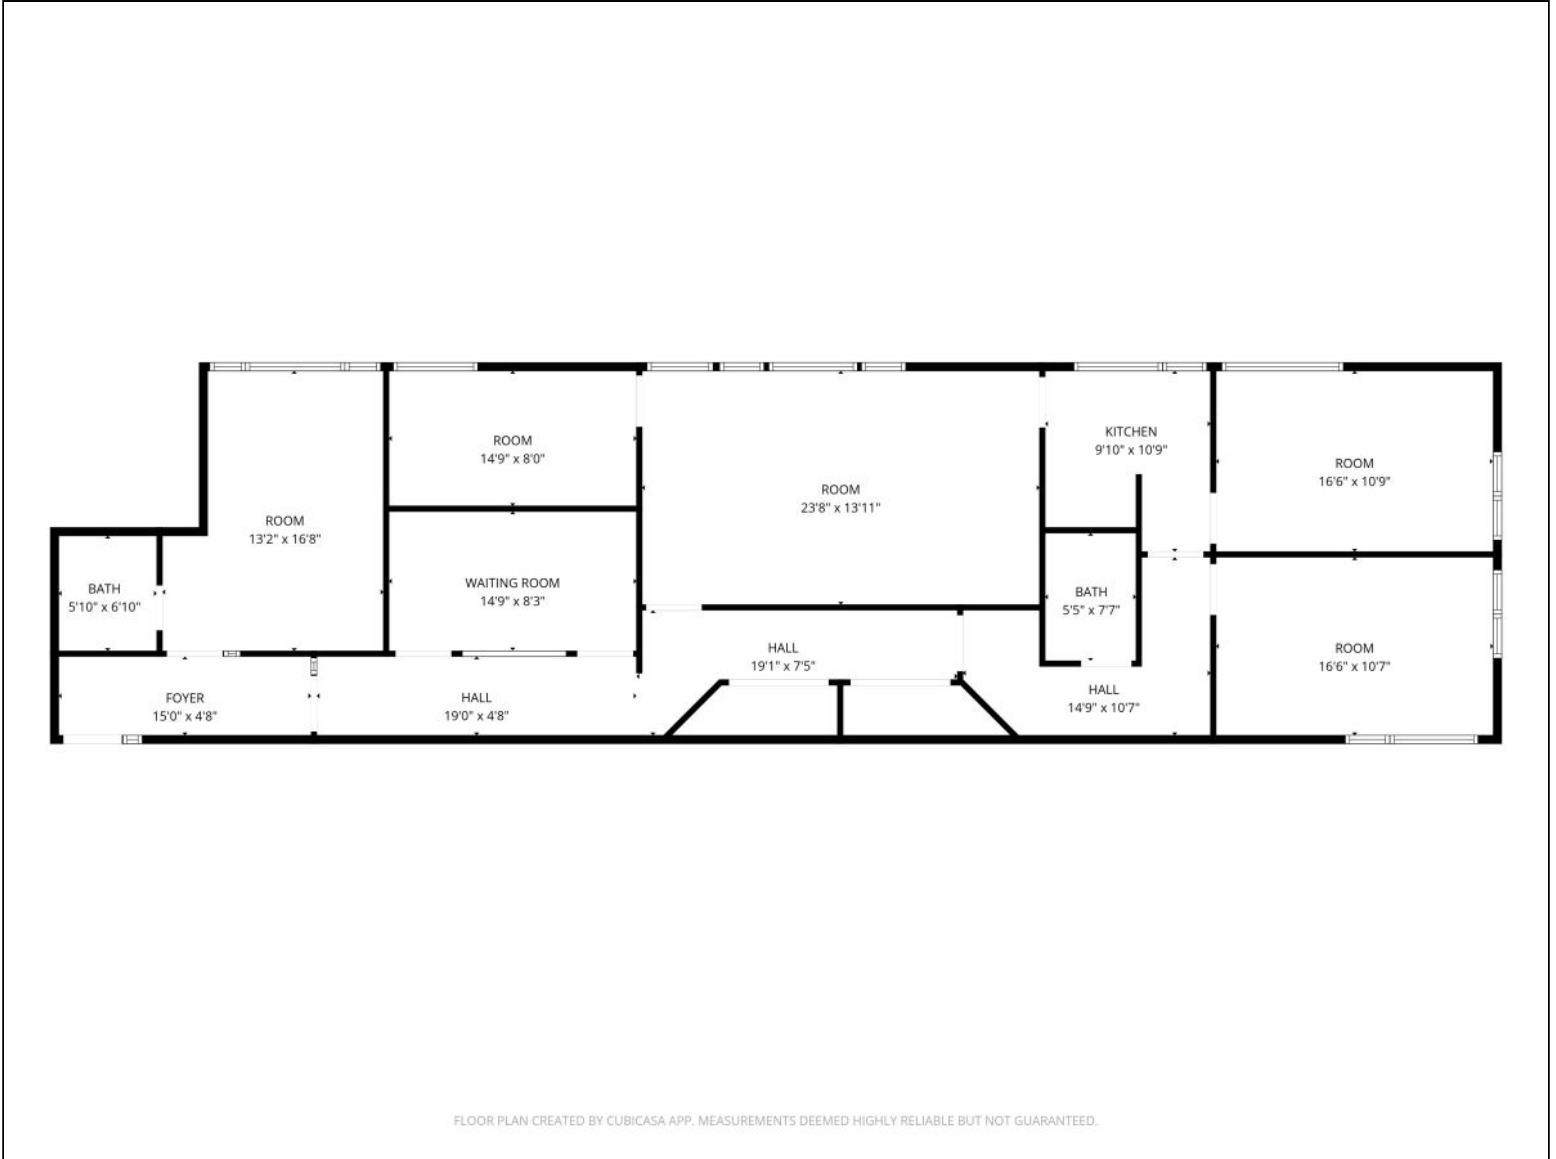 ROOM
14'9" x 8'0"
KITCHEN
9'10" x 10'9"
ROOM
16'6" x 10'9"
ROOM
23'8" x 13'11"
ROOM
13'2" x 16'8"
BATH
5'10" x 6'10"
WAITING ROOM
14'9" x 8'3"
BATH
5'5" x 7'7"
HALL
19'1" x 7'5"
ROOM
16'6" x 10'7"
FOYER
15'0" x 4'8"
HALL
19'0" x 4'8"
HALL
14'9" x 10'7"
FLOOR PLAN CREATED BY CUBICASA APP. MEASUREMENTS DEEMED HIGHLY RELIABLE BUT NOT GUARANTEED.